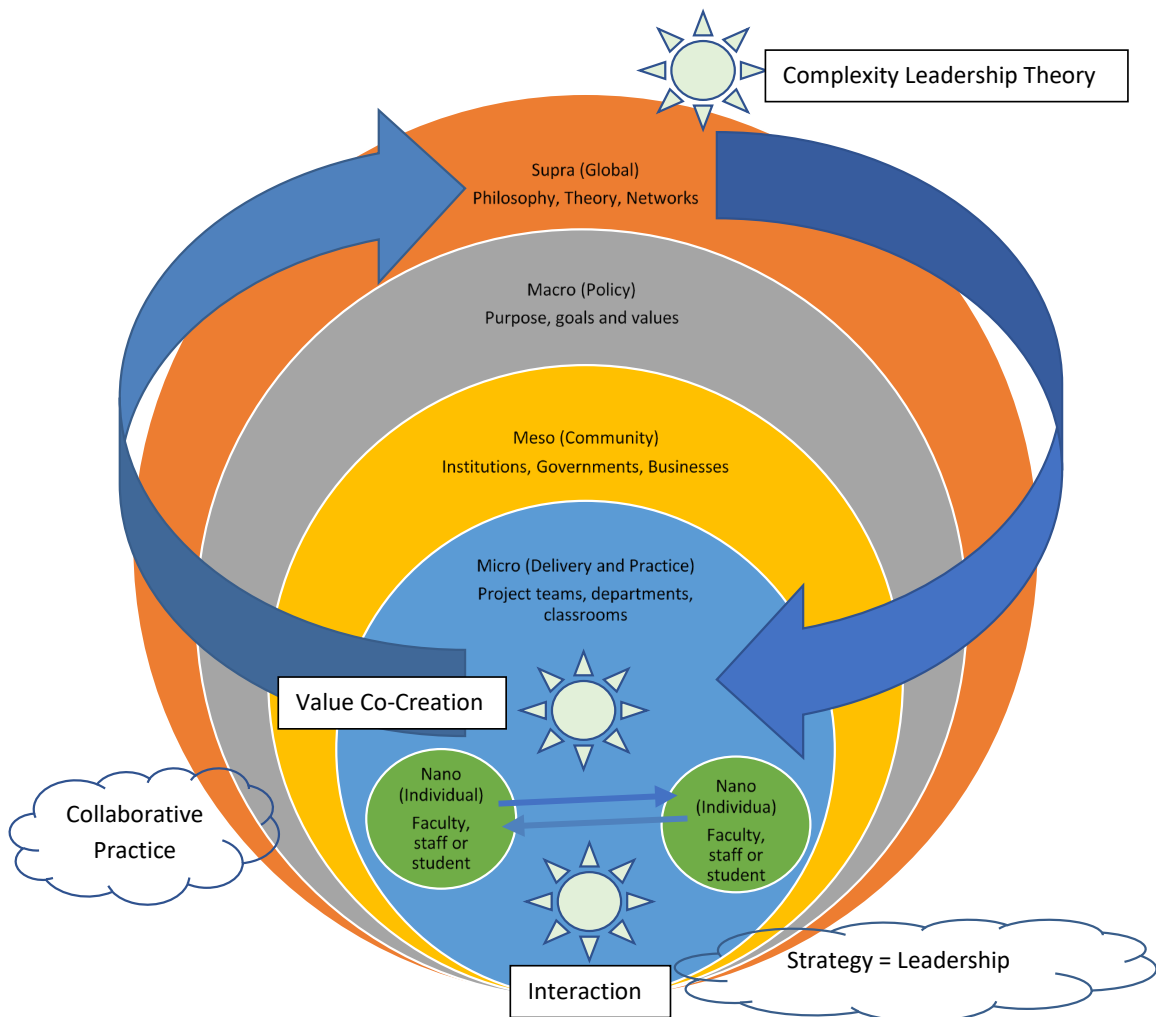 Complexity Leadership Theory
Supra (Global)
Philosophy, Theory, Networks
Macro (Policy)
Purpose, goals and values
Meso (Community)
Institutions, Governments, Businesses
Micro (Delivery and Practice)
Project teams, departments,
classrooms
Value Co-Creation
Nano
(Individual)
Faculty,
staff or
student
Nano
(Individua)
Faculty,
staff or
student
Collaborative
Practice
Strategy = Leadership
Interaction